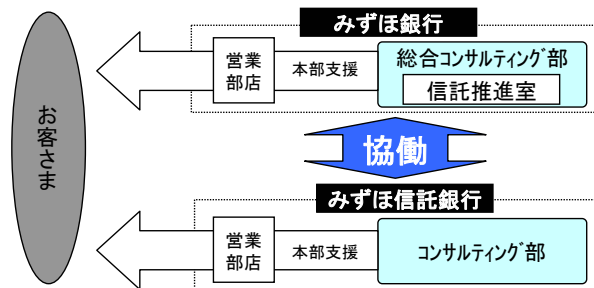 お客さま
みずほ銀行
営業
部店
本部支援
総合コンサルティング部
信託推進室
協働
みずほ信託銀行
営業
部店
本部支援
コンサルティング部